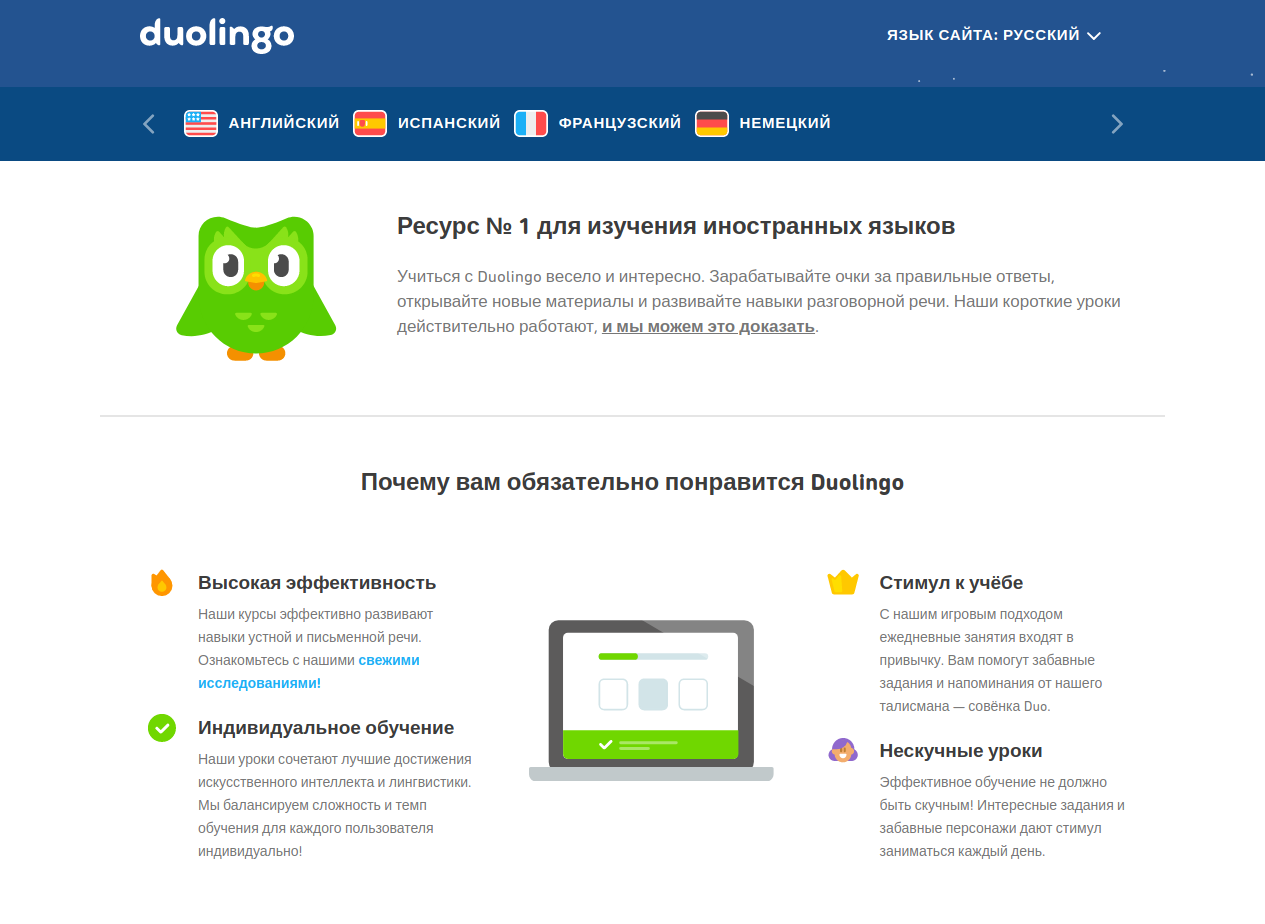 duolingo
ЯЗЫК САЙТА: РУССКИЙ
АНГЛИЙСКИЙ ИСПАНСКИЙ ФРАНЦУЗСКИЙ НЕМЕЦКИЙ
Ресурс № 1 для изучения иностранных языков
Учиться с Duolingo весело и интересно. Зарабатывайте очки за правильные ответы,
открывайте новые материалы и развивайте навыки разговорной речи. Наши короткие уроки
действительно работают, и мы можем это доказать.
Почему вам обязательно понравится Duolingo
Высокая эффективность
Наши курсы эффективно развивают
навыки устной и письменной речи.
Ознакомьтесь с нашими свежими
исследованиями!
Индивидуальное обучение
Наши уроки сочетают лучшие достижения
искусственного интеллекта и лингвистики.
Мы балансируем сложность и темп
обучения для каждого пользователя
индивидуально!
Стимул к учёбе
С нашим игровым подходом
ежедневные занятия входят в
привычку. Вам помогут забавные
задания и напоминания от нашего
талисмана — совёнка Duo.
Нескучные уроки
Эффективное обучение не должно
быть скучным! Интересные задания и
забавные персонажи дают стимул
заниматься каждый день.